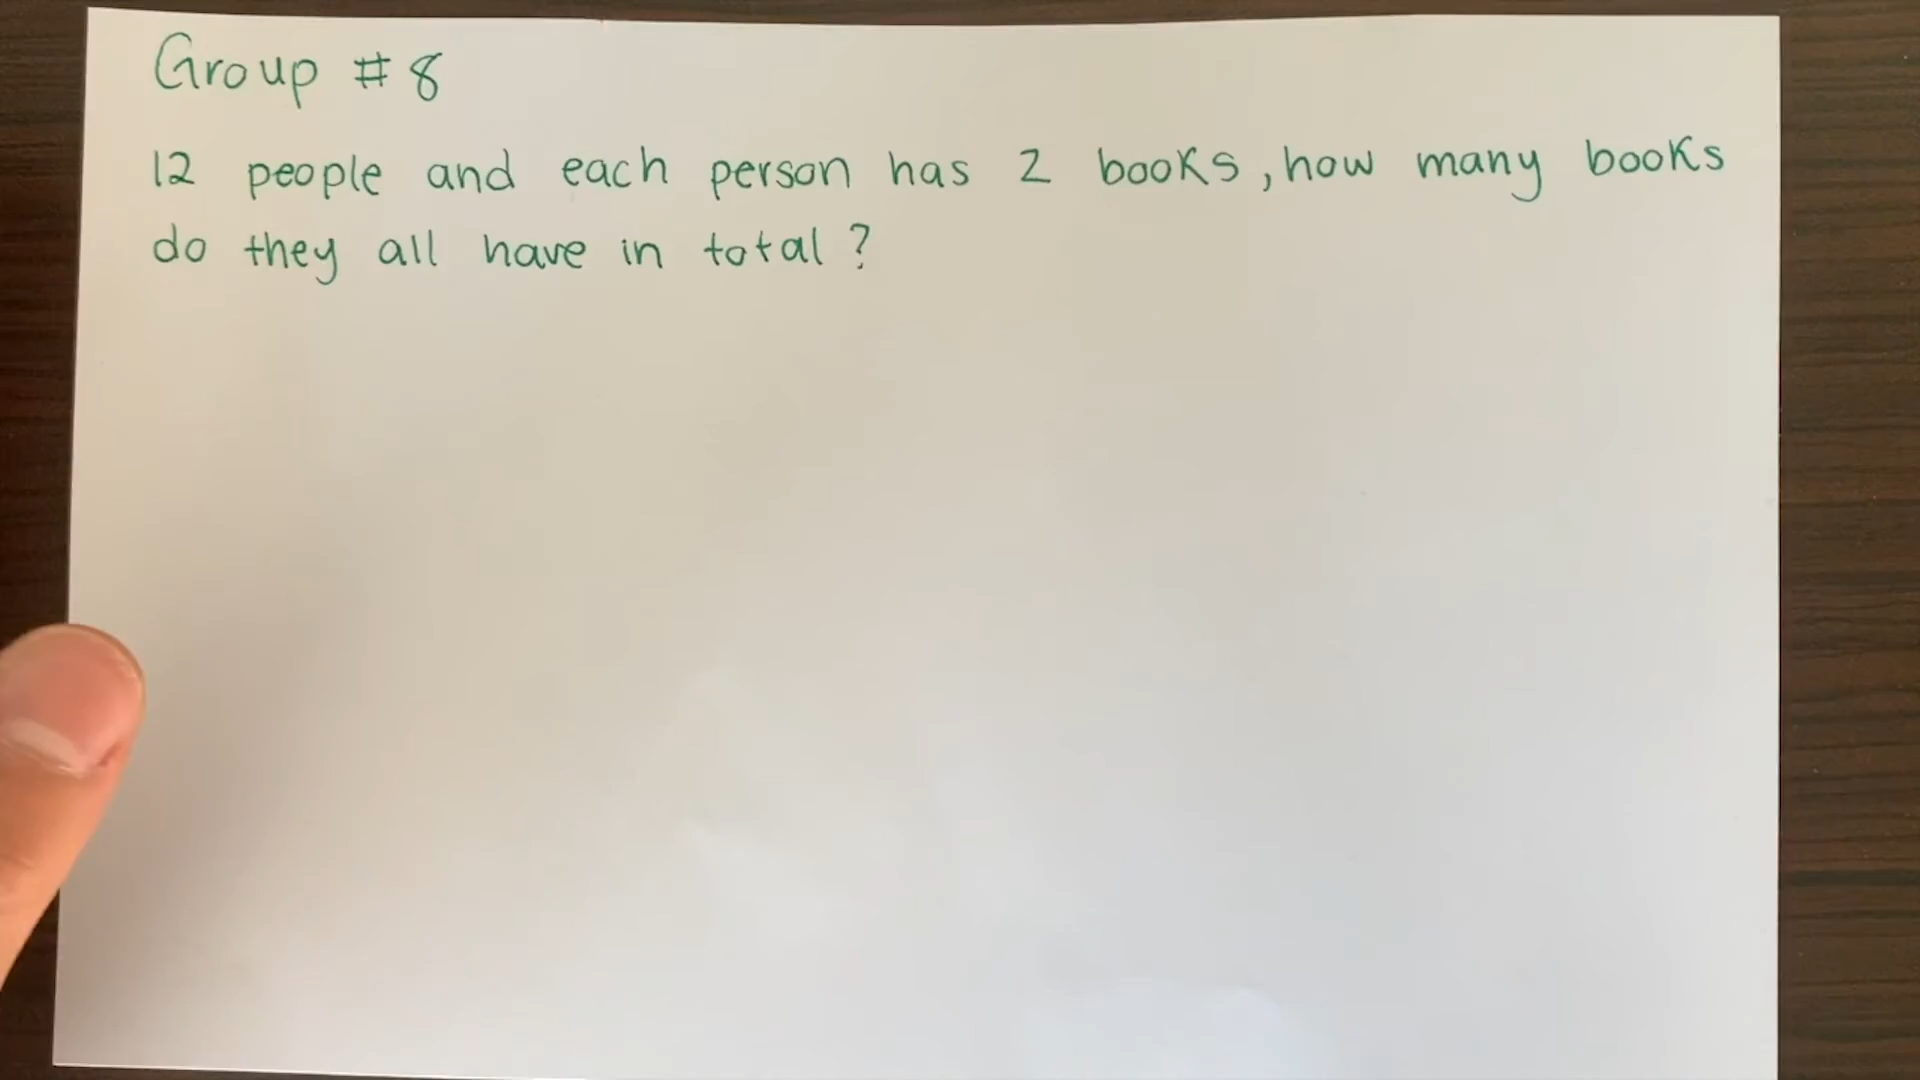 Group #8
12 people and each person has 2 books, how many books
do they all have in total?